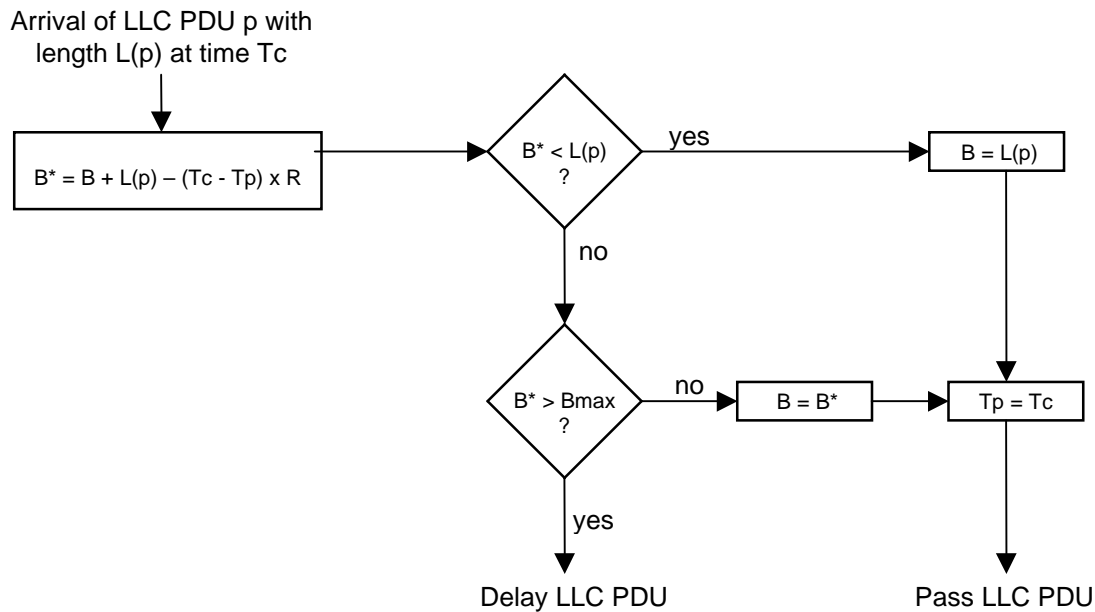 Arrival of LLC PDU p with
length L(p) at time Tc
B* = B + L(p) – (Tc - Tp) x R
B* < L(p)
?
yes
B = L(p)
no
B* > Bmax
?
no
B = B*
Tp = Tc
yes
Delay LLC PDU
Pass LLC PDU